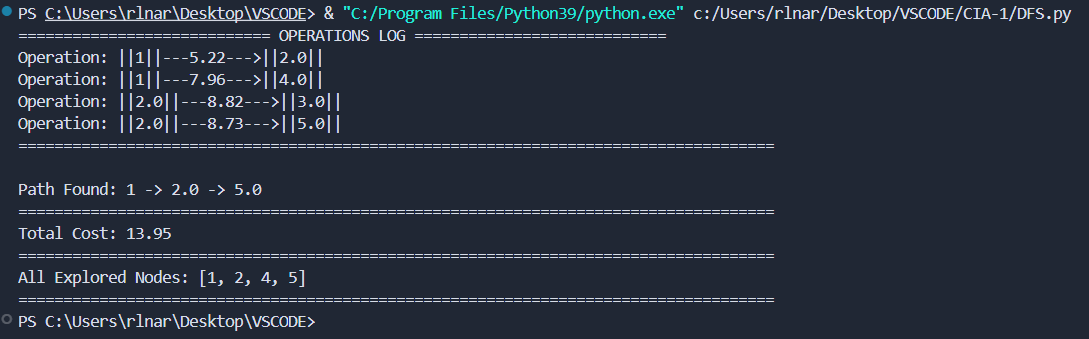 PS C:\Users\rlnar\Desktop\VSCODE> & "C:/Program Files/Python39/python.exe" c:/Users/rlnar/Desktop/VSCODE/CIA-1/DFS.py
============================ OPERATIONS LOG ============================
Operation: ||1||---5.22--->||2.0||
Operation: ||1||---7.96--->||4.0||
Operation: ||2.0||---8.82--->||3.0||
Operation: ||2.0||---8.73--->||5.0||
====================================================================================
Path Found: 1 -> 2.0 -> 5.0
====================================================================================
Total Cost: 13.95
====================================================================================
All Explored Nodes: [1, 2, 4, 5]
====================================================================================
PS C:\Users\rlnar\Desktop\VSCODE>